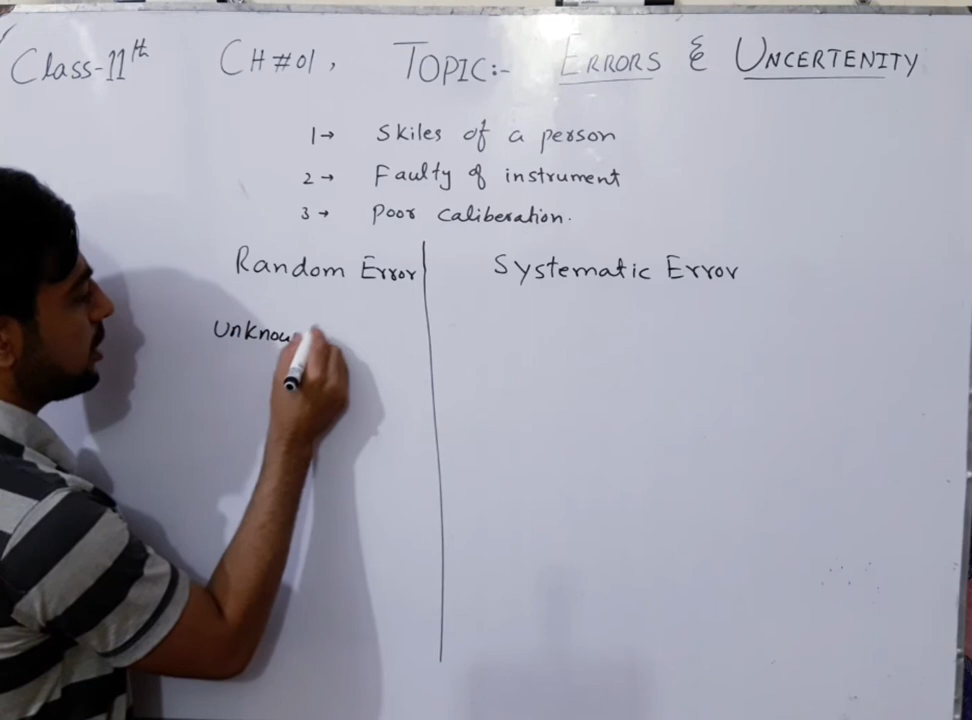 Class-11th CH#01, TOPIC:- ERRORS & UNCERTENITY
1→ Skiles of a person
2→ Faulty of instrument
3→ Poor caliberation.
Random Error Systematic Error
Unknow